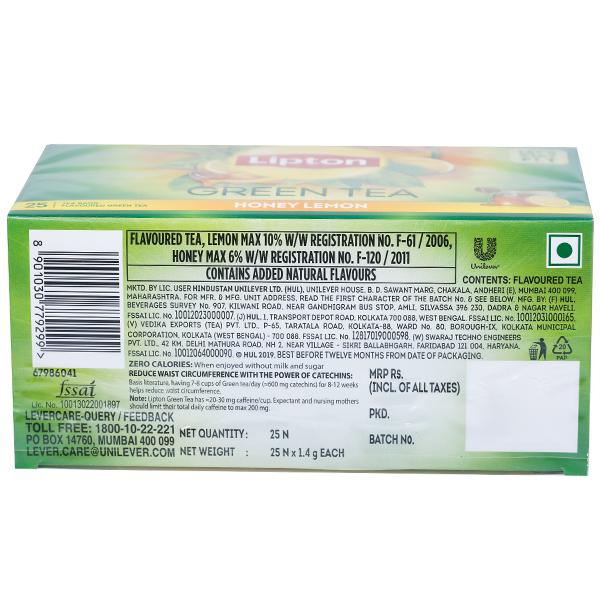 Lipton
GREEN TEA
HONEY LEMON
25
FLAVOURED GREEN TEA
8901030779299
67986041
fssai
Lic. No. 10013022001897
LEVERCARE-QUERY / FEEDBACK
TOLL FREE: 1800-10-22-221
PO BOX 14760, MUMBAI 400 099
LEVER.CARE@UNILEVER.COM
FLAVOURED TEA, LEMON MAX 10% W/W REGISTRATION NO. F-61 / 2006,
HONEY MAX 6% W/W REGISTRATION NO. F-120 / 2011
CONTAINS ADDED NATURAL FLAVOURS
Unilever
CONTENTS: FLAVOURED TEA
MKTD. BY LIC. USER HINDUSTAN UNILEVER LTD. (HUL), UNILEVER HOUSE, B. D. SAWANT MARG, CHAKALA, ANDHERI (E), MUMBAI 400 099,
MAHARASHTRA. FOR MFR. & MFG. UNIT ADDRESS, READ THE FIRST CHARACTER OF THE BATCH No. & SEE BELOW. MFG. BY: (F) HUL,
BEVERAGES SURVEY No. 907, KILWANI ROAD, NEAR GANDHIGRAM BUS STOP, AMLI, SILVASSA 396 230, DADRA & NAGAR HAVELI.
FSSAI LIC. No. 10012023000007. (J) HUL, 1, TRANSPORT DEPOT ROAD, KOLKATA 700 088, WEST BENGAL. FSSAI LIC. No. 10012031000165.
(V) VEDIKA EXPORTS (TEA) PVT. LTD., P-65, TARATALA ROAD, KOLKATA-88, WARD No. 80, BOROUGH-IX, KOLKATA MUNICIPAL
CORPORATION, KOLKATA (WEST BENGAL) - 700 088. FSSAI LIC. No. 12817019000598. (W) SWARAJ TECHNO ENGINEERS
PVT. LTD., 42 KM, DELHI MATHURA ROAD, NH 2, NEAR VILLAGE - SIKRI BALLABHGARH, FARIDABAD 121 004, HARYANA.
FSSAI Lic. No. 10012064000090. © HUL 2019. BEST BEFORE TWELVE MONTHS FROM DATE OF PACKAGING.
ZERO CALORIES: When enjoyed without milk and sugar
REDUCE WAIST CIRCUMFERENCE WITH THE POWER OF CATECHINS:
Basis literature, having 7-8 cups of Green tea/day (≈600 mg catechins) for 8-12 weeks
helps reduce waist circumference.
Note: Lipton Green Tea has ≈20-30 mg caffeine/cup. Expectant and nursing mothers
should limit their total daily caffeine to max 200 mg.
NET QUANTITY : 25 N
NET WEIGHT : 25 N x 1.4 g EACH
MRP RS.
(INCL. OF ALL TAXES)
PKD.
BATCH NO.
PAP